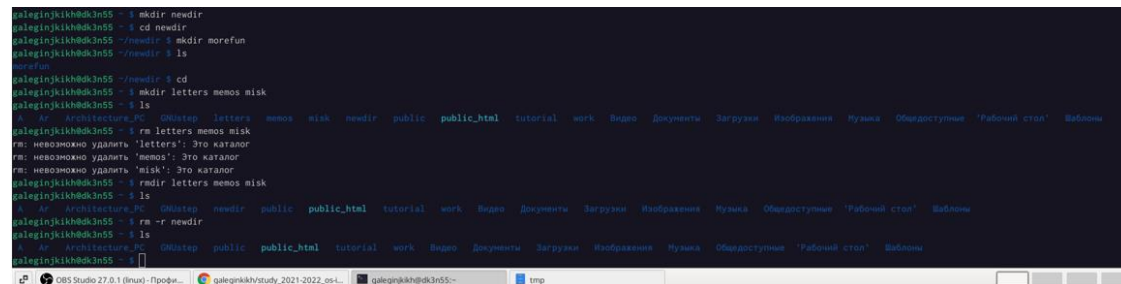 galeginjkikh@dk3n55 ~ $ mkdir newdir
galeginjkikh@dk3n55 ~ $ cd newdir
galeginjkikh@dk3n55 ~/newdir $ mkdir morefun
galeginjkikh@dk3n55 ~/newdir $ ls
morefun
galeginjkikh@dk3n55 ~/newdir $ cd
galeginjkikh@dk3n55 ~ $ mkdir letters memos misk
galeginjkikh@dk3n55 ~ $ ls
A Ar Architecture_PC GNUstep letters memos misk newdir public public_html tutorial work Видео Документы Загрузки Изображения Музыка Общедоступные 'Рабочий стол' Шаблоны
galeginjkikh@dk3n55 ~ $ rm letters memos misk
rm: невозможно удалить 'letters': Это каталог
rm: невозможно удалить 'memos': Это каталог
rm: невозможно удалить 'misk': Это каталог
galeginjkikh@dk3n55 ~ $ rmdir letters memos misk
galeginjkikh@dk3n55 ~ $ ls
A Ar Architecture_PC GNUstep newdir public public_html tutorial work Видео Документы Загрузки Изображения Музыка Общедоступные 'Рабочий стол' Шаблоны
galeginjkikh@dk3n55 ~ $ rm -r newdir
galeginjkikh@dk3n55 ~ $ ls
A Ar Architecture_PC GNUstep public public_html tutorial work Видео Документы Загрузки Изображения Музыка Общедоступные 'Рабочий стол' Шаблоны
galeginjkikh@dk3n55 ~ $
OBS Studio 27.0.1 (linux) - Профи... galeginkikh/study_2021-2022_os-i... galeginjkikh@dk3n55:~ tmp